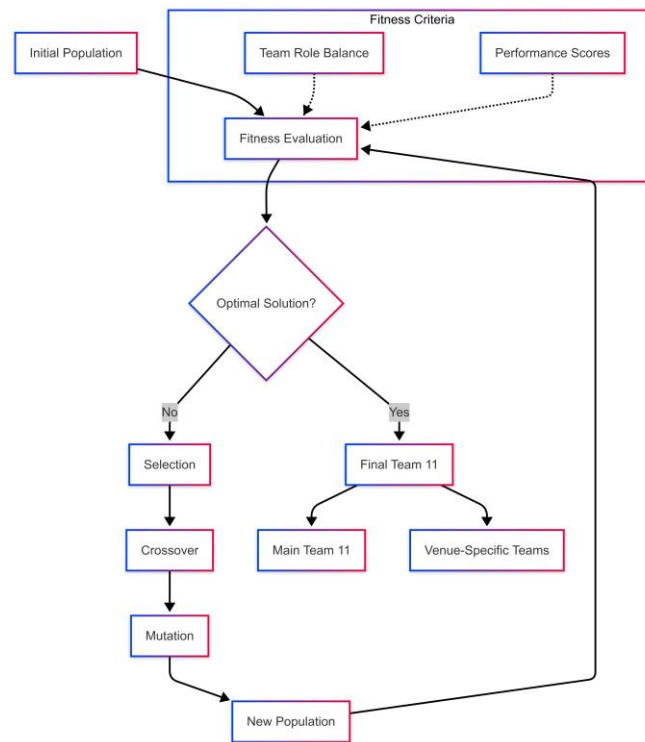 Fitness Criteria
Initial Population
Team Role Balance
Performance Scores
Fitness Evaluation
Optimal Solution?
No
Yes
Selection
Final Team 11
Crossover
Main Team 11
Venue-Specific Teams
Mutation
New Population